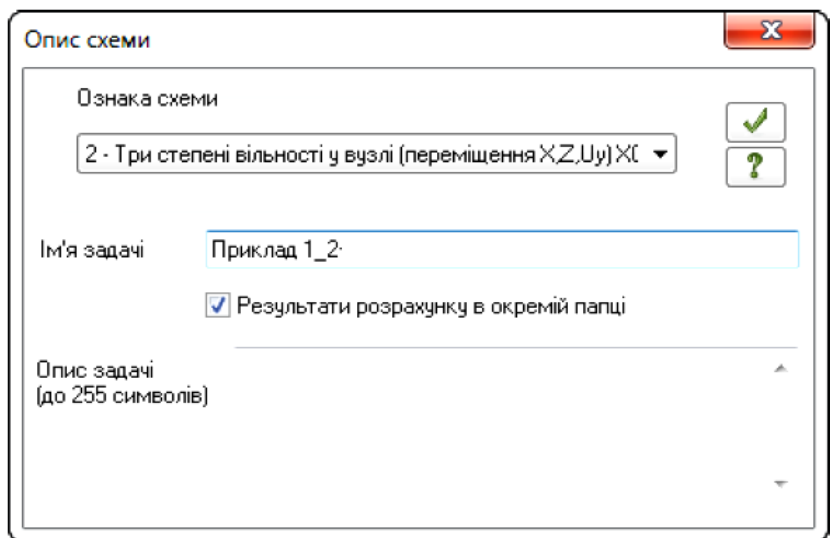 Опис схеми
Ознака схеми
2 - Три степені вільності у вузлі (переміщення X,Z,Uy) X(
?
Ім'я задачі
Приклад 1_2
Результати розрахунку в окремій папці
Опис задачі
(до 255 символів)